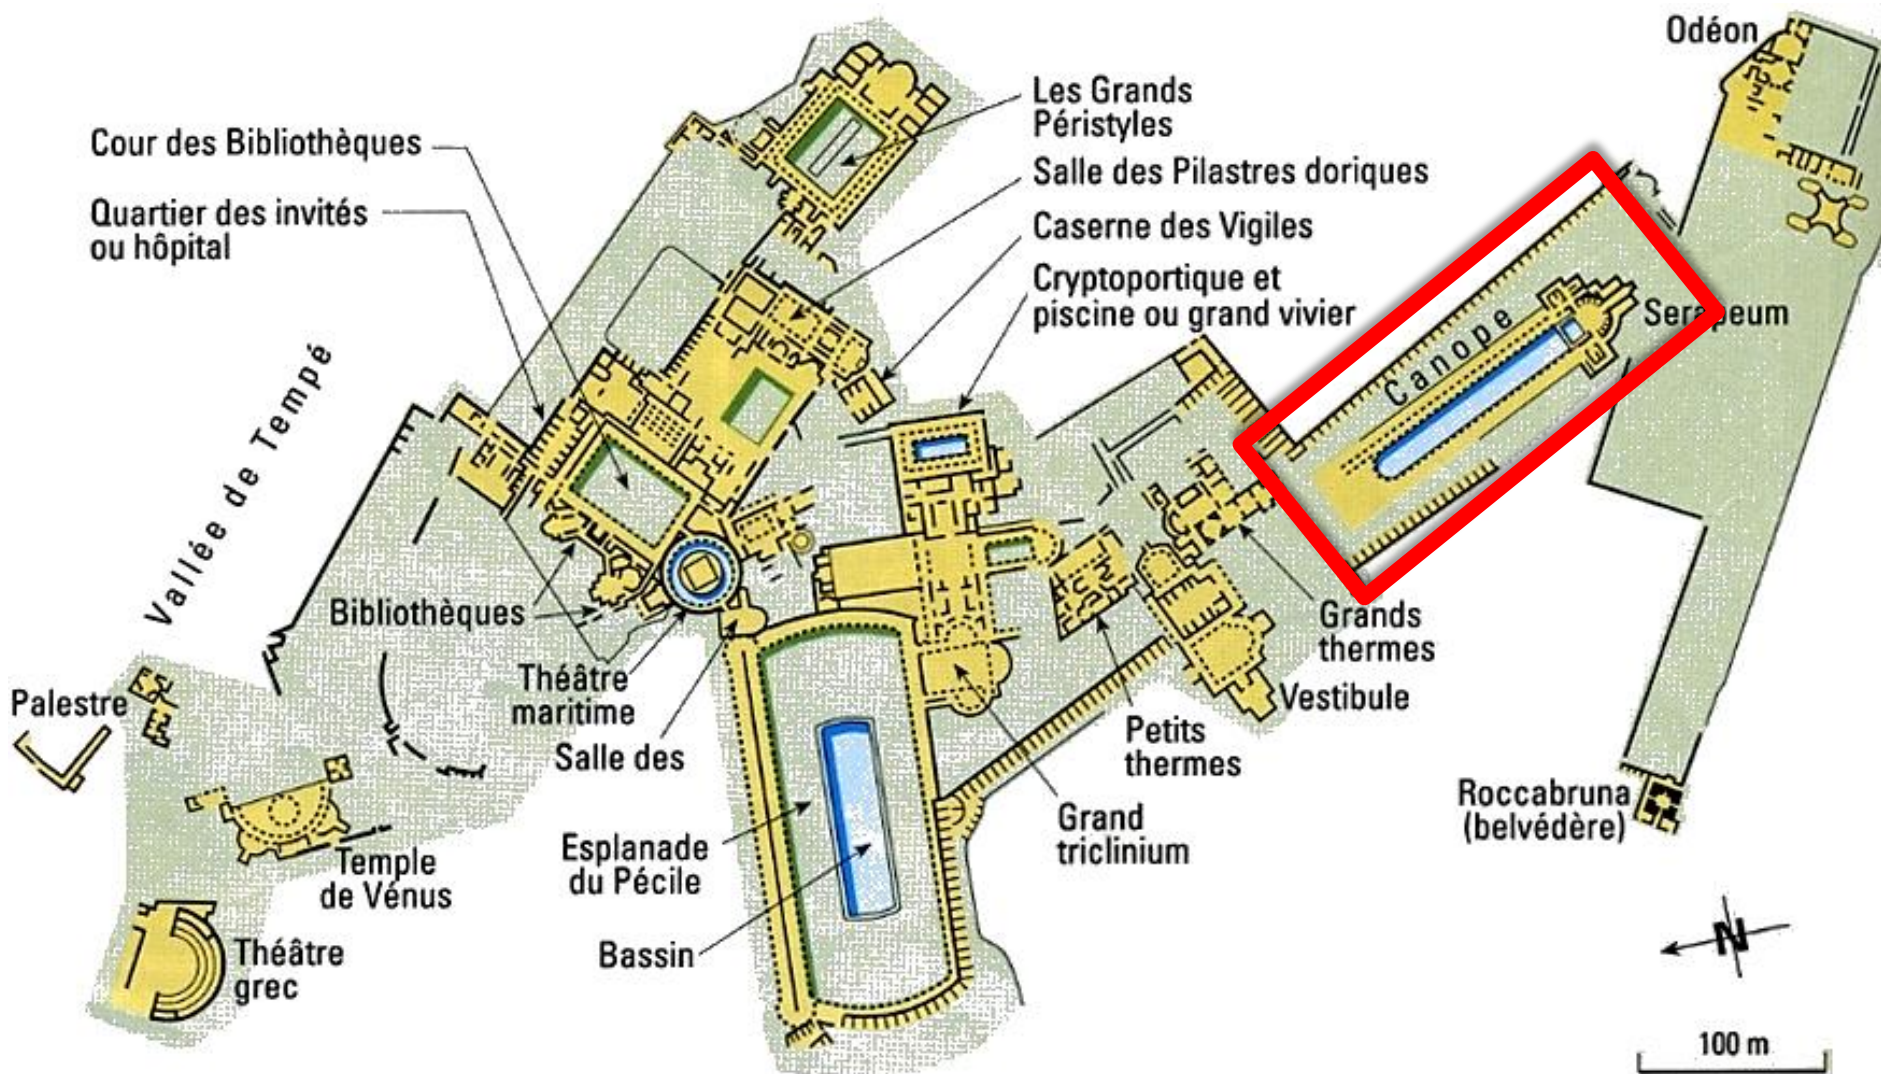 Odéon
Les Grands
Péristyles
Cour des Bibliothèques
Salle des Pilastres doriques
Quartier des invités
ou hôpital
Caserne des Vigiles
Cryptoportique et
piscine ou grand vivier
Serapeum
Canope
Vallée de Tempé
Bibliothèques
Grands
thermes
Théâtre
maritime
Vestibule
Palestre
Salle des
Petits
thermes
Roccabruna
(belvédère)
Grand
triclinium
Esplanade
du Pécile
Temple
de Vénus
Bassin
Théâtre
grec
N
100 m